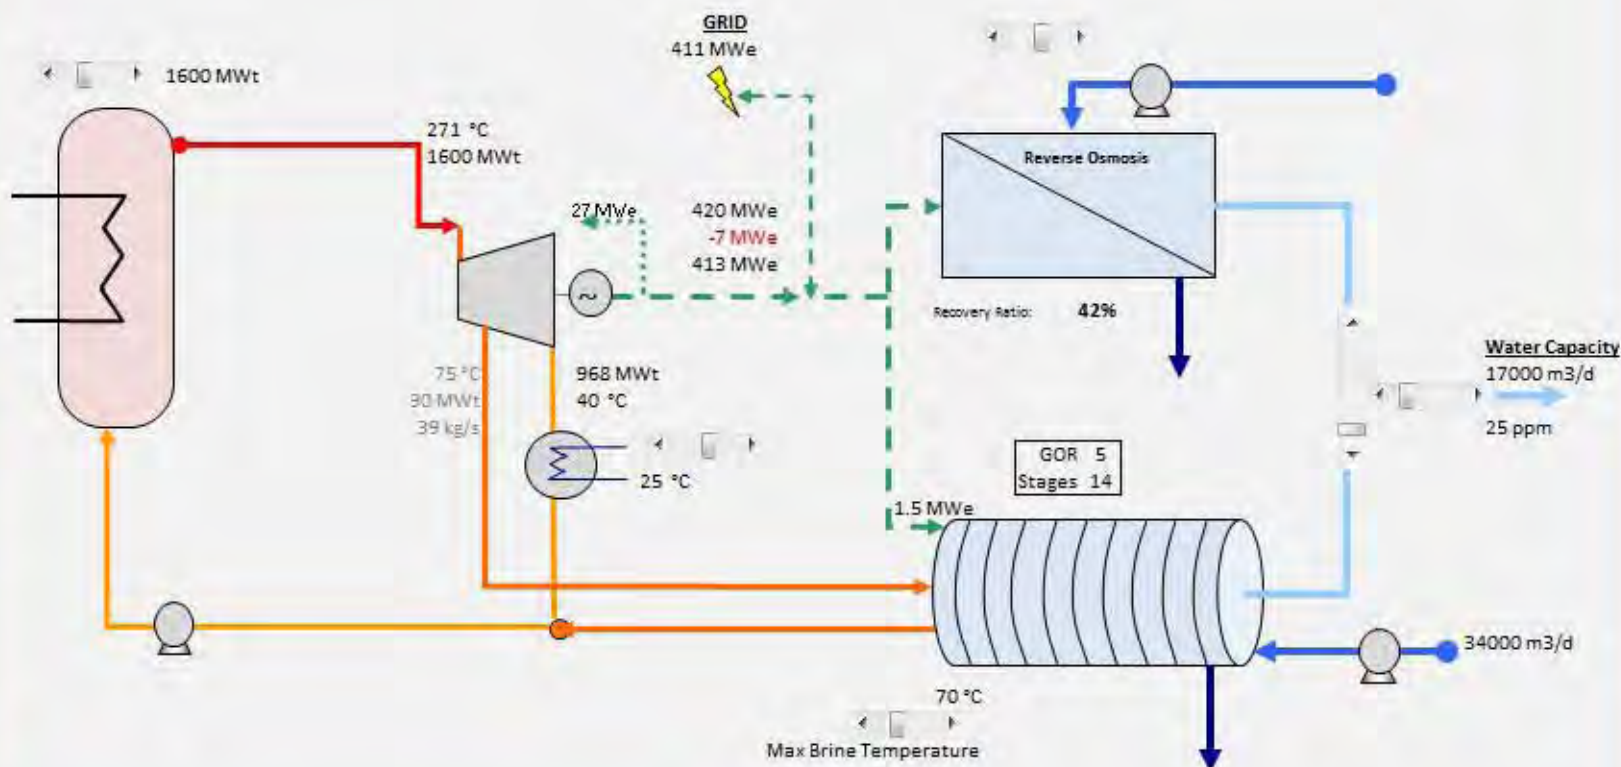 GRID
411 MWe
1600 MWt
271 °C
1600 MWt
Reverse Osmosis
27 MWe
420 MWe
-7 MWe
413 MWe
~
Recovery Ratio: 42%
75 °C
90 MWt
39 kg/s
968 MWt
40 °C
25 °C
Water Capacity
17000 m3/d
25 ppm
GOR 5
Stages 14
1.5 MWe
34000 m3/d
70 °C
Max Brine Temperature